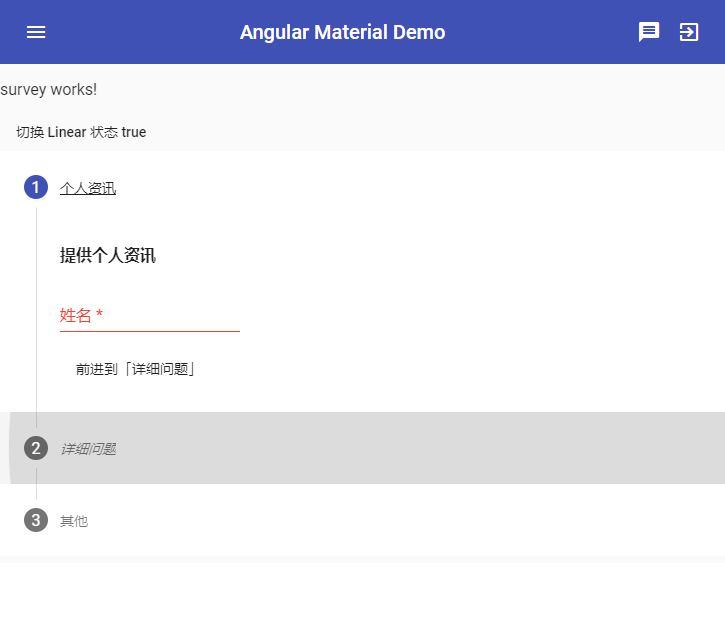 Angular Material Demo
survey works!
切换 Linear 状态 true
1 个人资讯
提供个人资讯
姓名 *
前进到「详细问题」
2 详细问题
3 其他